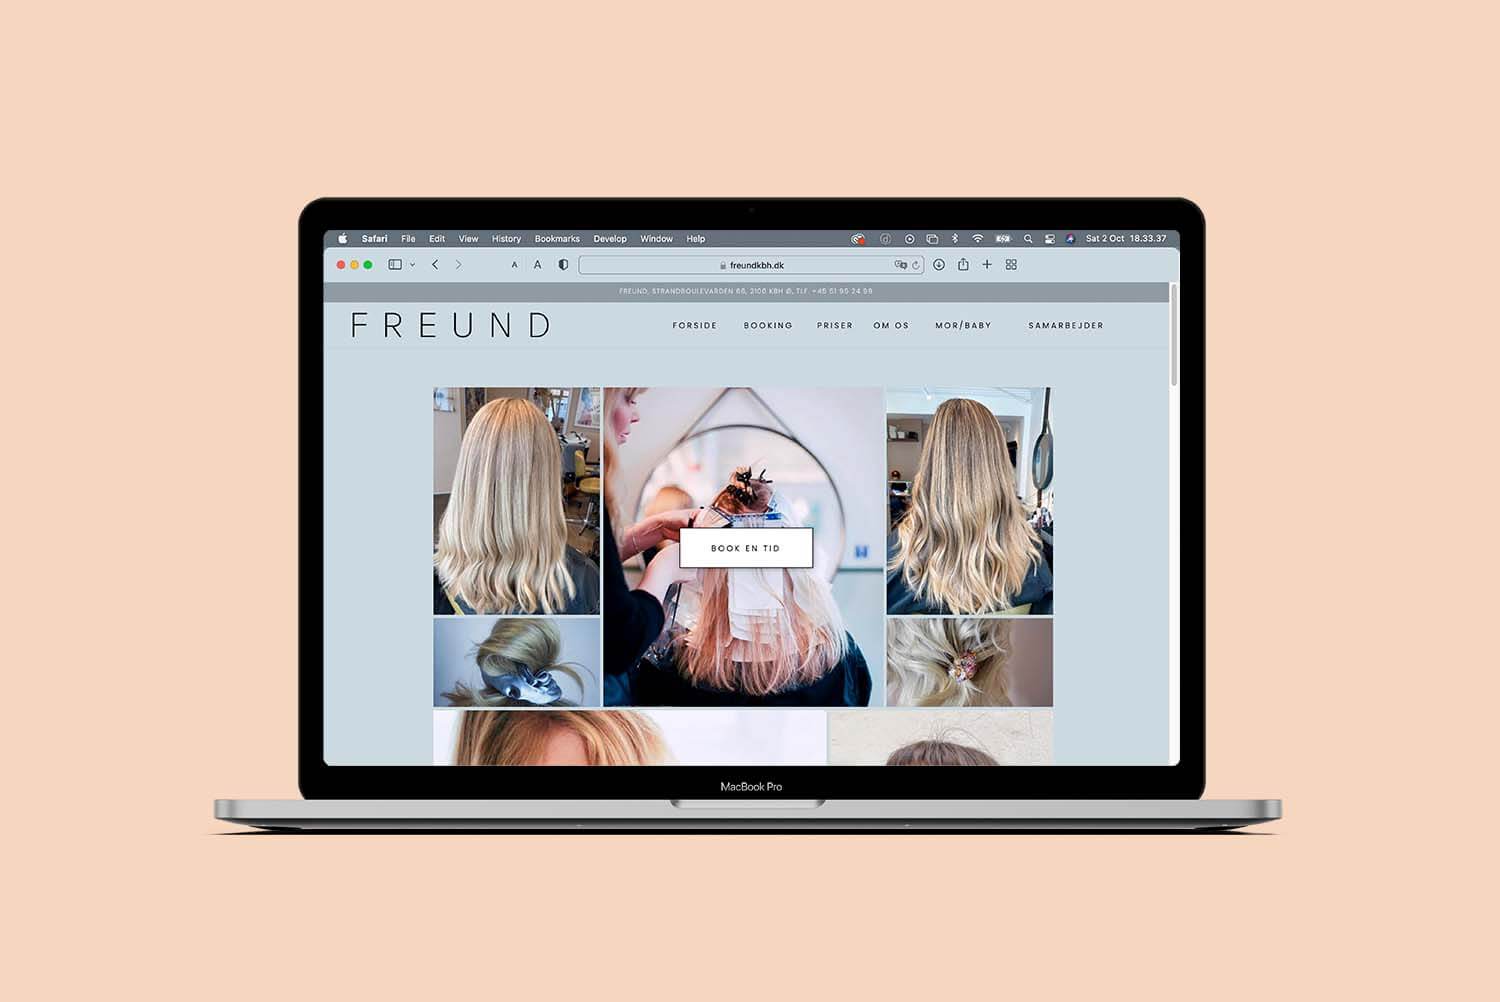 Safari File Edit View History Bookmarks Develop Window Help Sat 2 Oct 18.33.37
A A freundkbh.dk
FREUND, STRANDBOULEVARDEN 66, 2100 KBH Ø, TLF. +45 51 95 24 99
FREUND FORSIDE BOOKING PRISER OM OS MOR/BABY SAMARBEJDER
BOOK EN TID
MacBook Pro